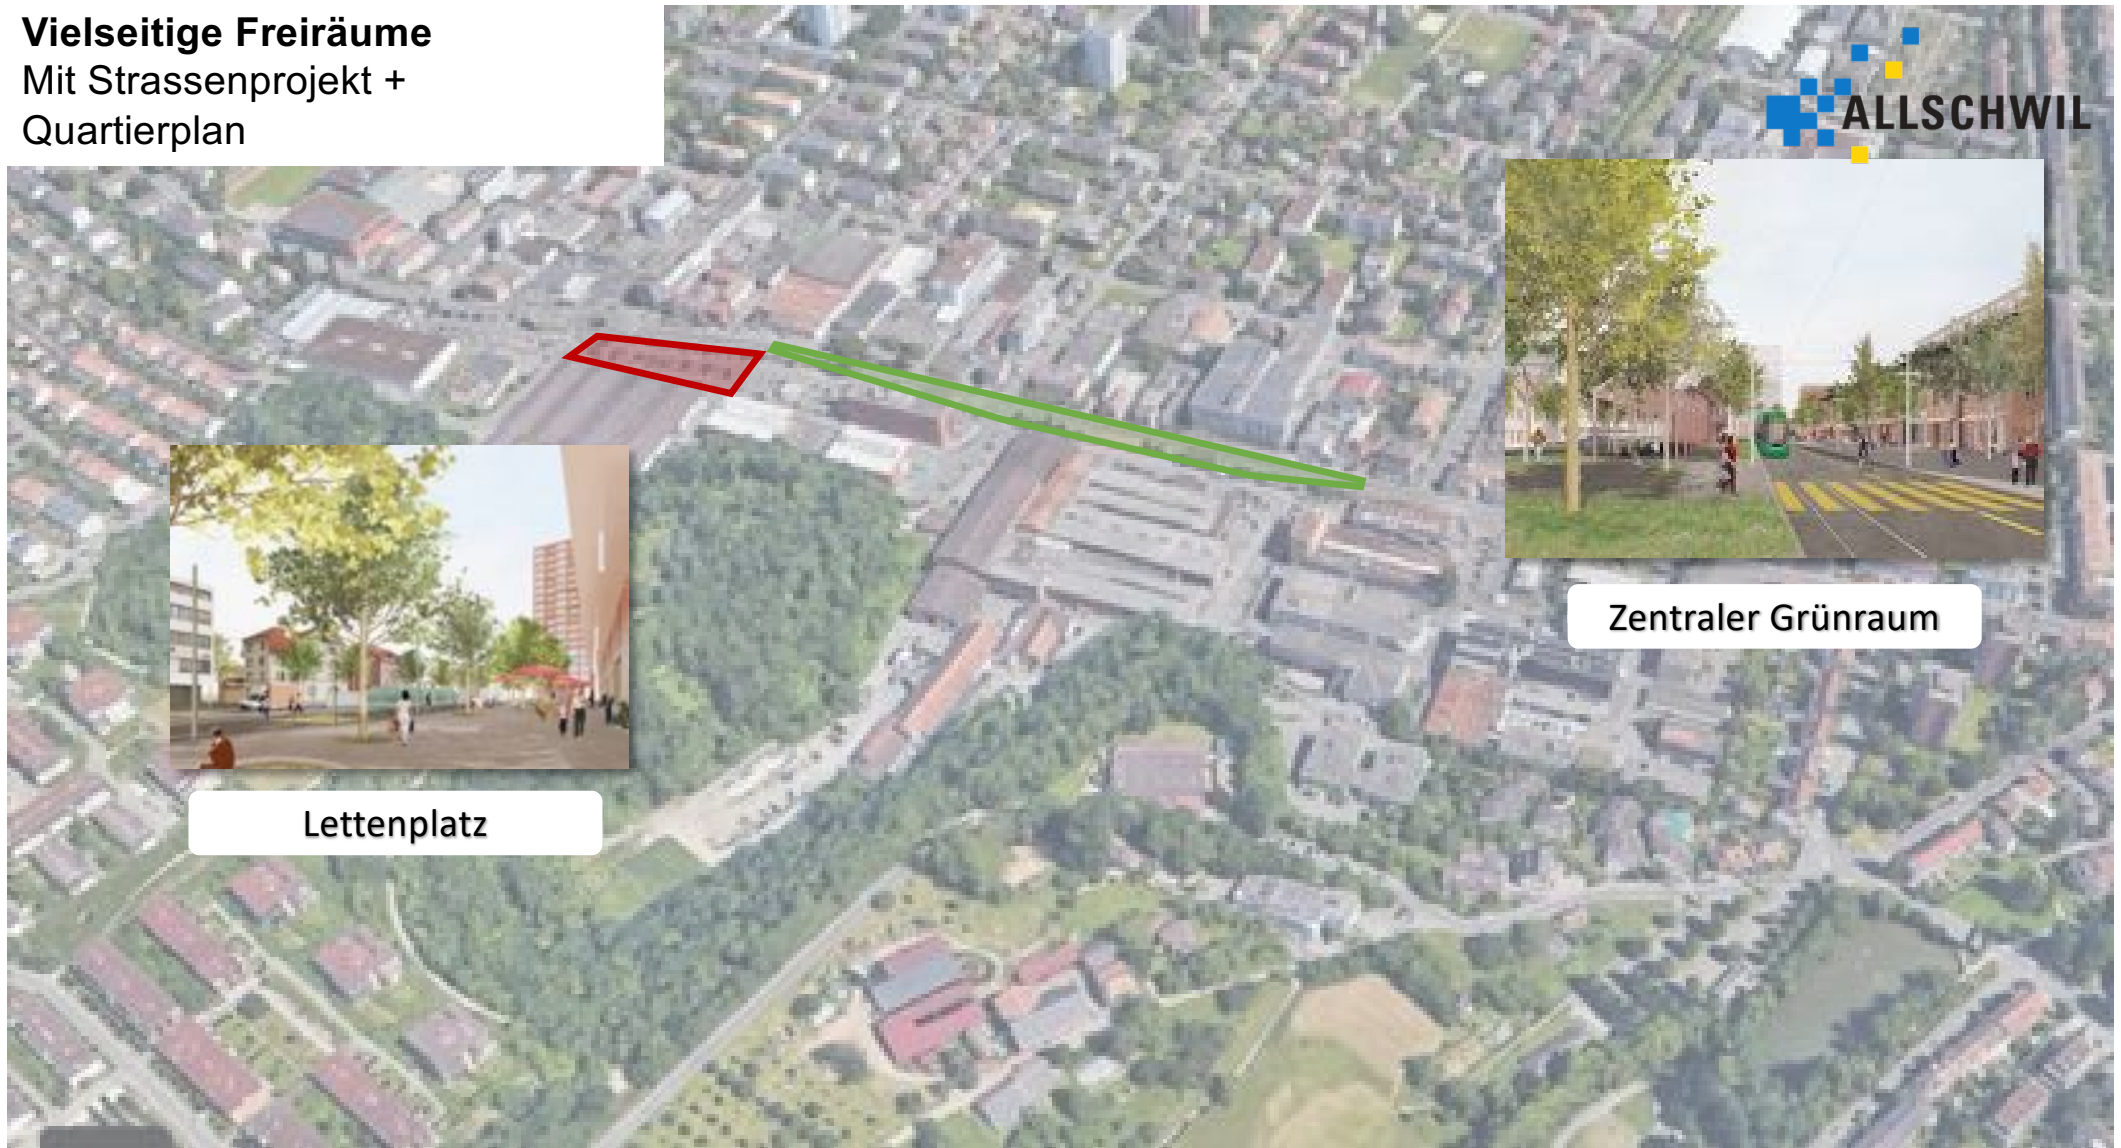 Vielseitige Freiräume
Mit Strassenprojekt +
Quartierplan
ALLSCHWIL
Zentraler Grünraum
Lettenplatz